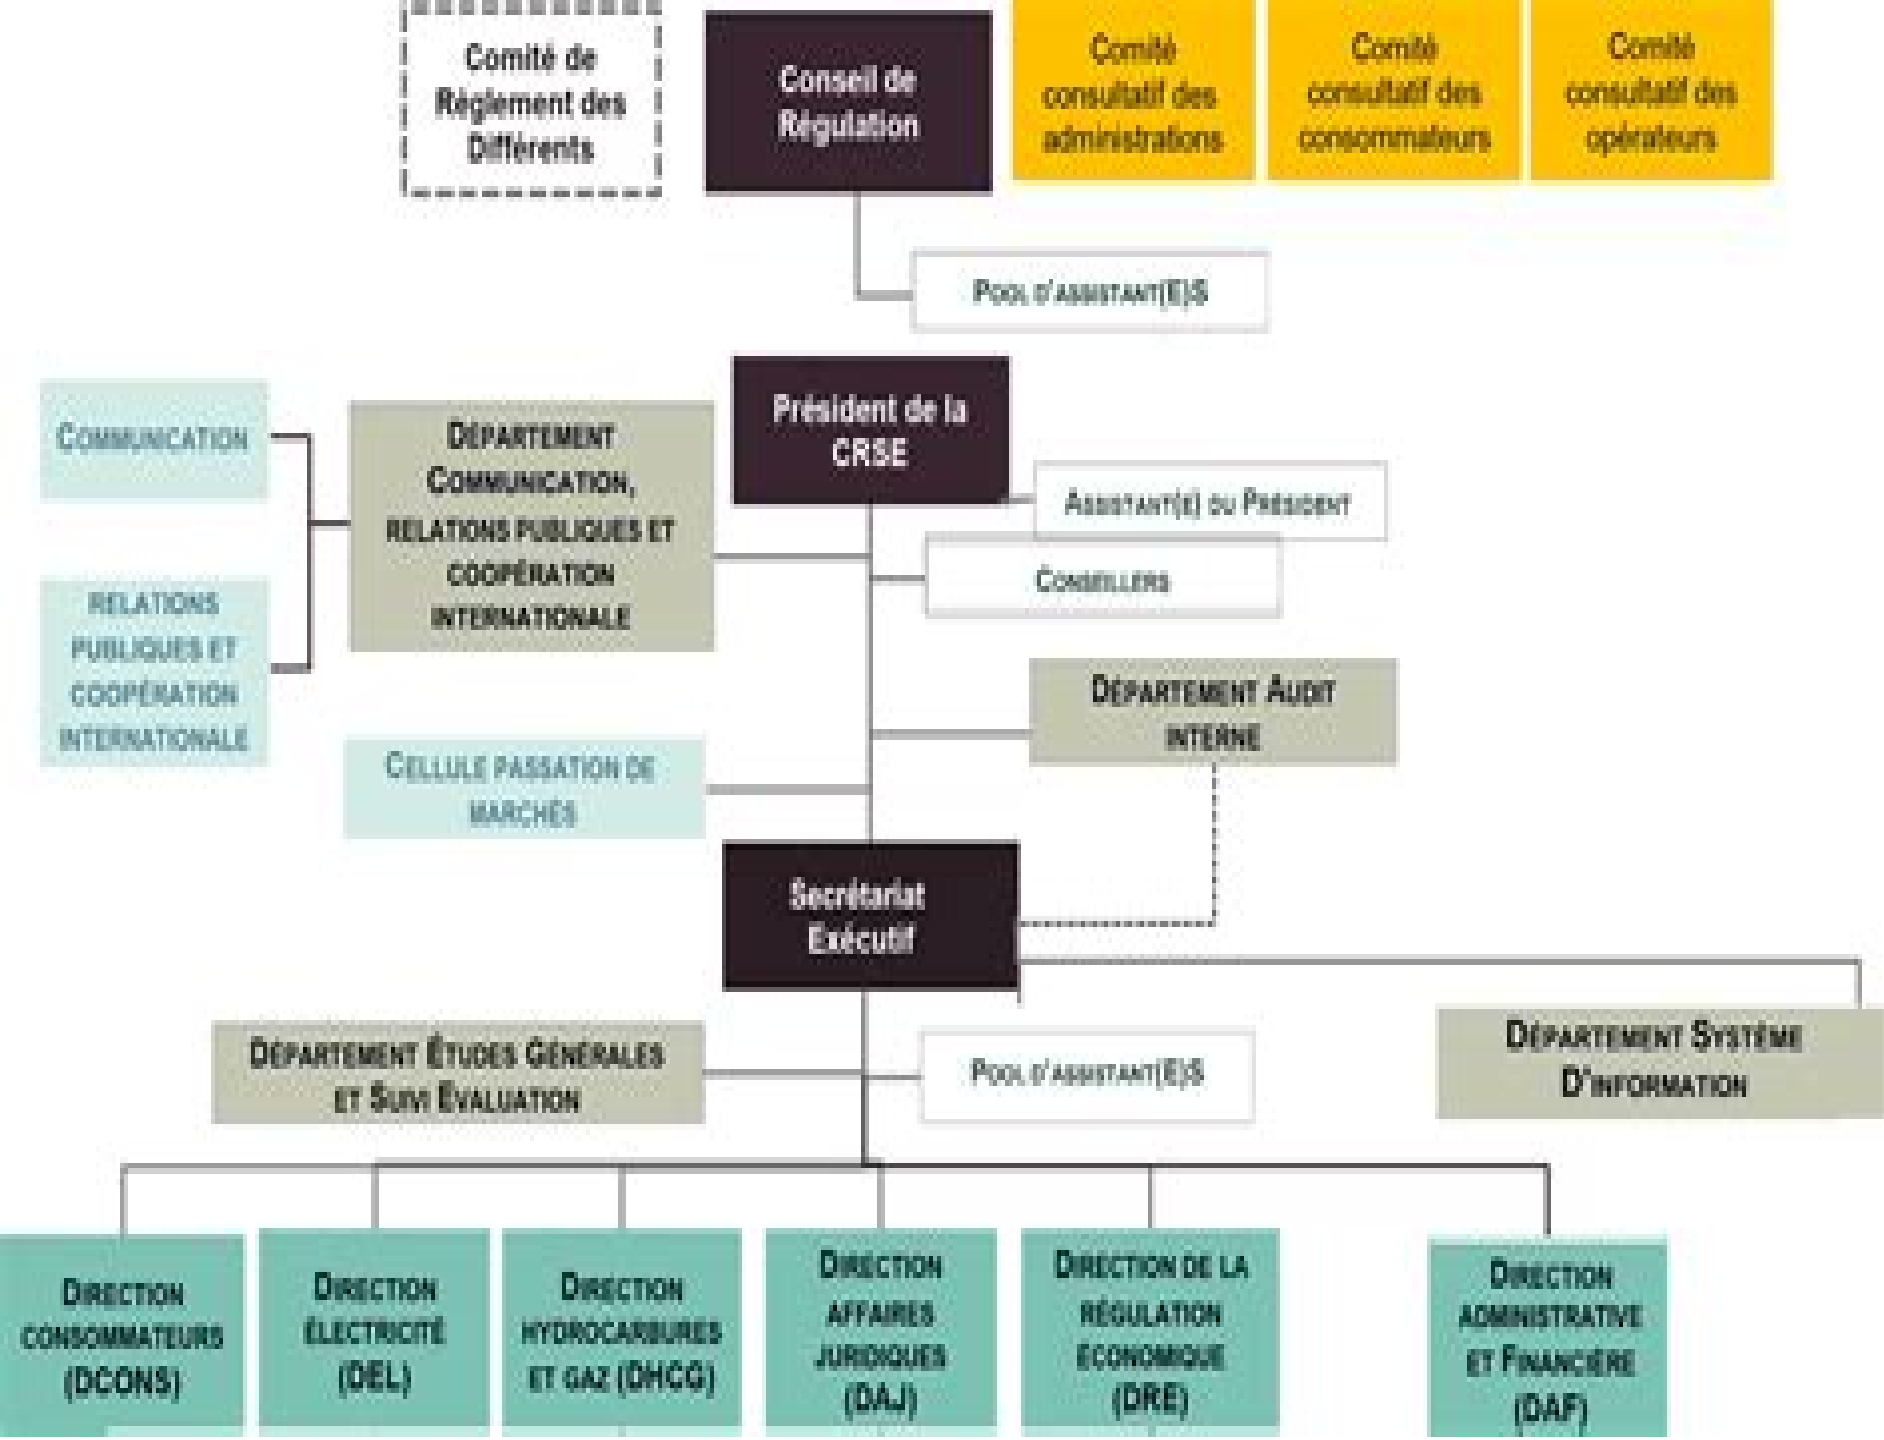 Comité de
Règlement des
Différents
Conseil de
Régulation
Comité
consultatif des
administrations
Comité
consultatif des
consommateurs
Comité
consultatif des
opérateurs
POOL D'ASSISTANT(E)S
Président de la
CRSE
COMMUNICATION
DÉPARTEMENT
COMMUNICATION,
RELATIONS PUBLIQUES ET
COOPÉRATION
INTERNATIONALE
ASSISTANT(E) DU PRÉSIDENT
CONSEILLERS
RELATIONS
PUBLIQUES ET
COOPÉRATION
INTERNATIONALE
DÉPARTEMENT AUDIT
INTERNE
CELLULE PASSATION DE
MARCHÉS
Secrétariat
Exécutif
DÉPARTEMENT ÉTUDES GÉNÉRALES
ET SUIVI EVALUATION
POOL D'ASSISTANT(E)S
DÉPARTEMENT SYSTÈME
D'INFORMATION
DIRECTION
CONSOMMATEURS
(DCONS)
DIRECTION
ÉLECTRICITÉ
(DEL)
DIRECTION
HYDROCARBURES
ET GAZ (DHCG)
DIRECTION
AFFAIRES
JURIDIQUES
(DAJ)
DIRECTION DE LA
RÉGULATION
ÉCONOMIQUE
(DRE)
DIRECTION
ADMINISTRATIVE
ET FINANCIÈRE
(DAF)